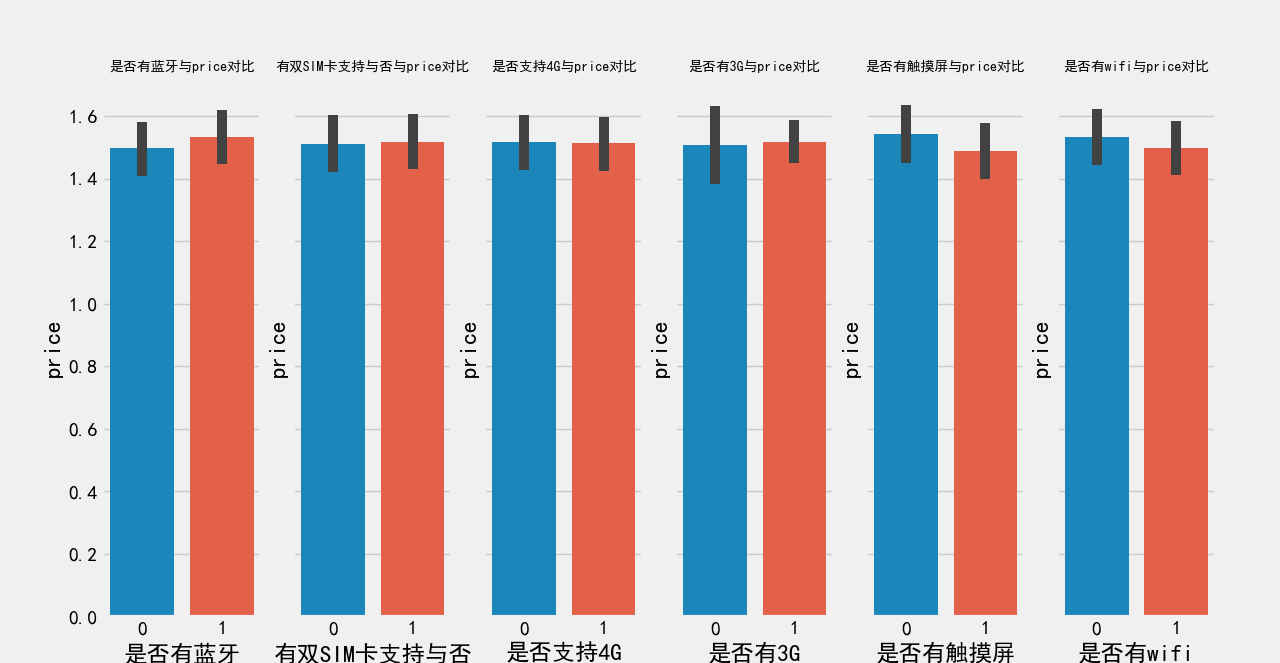 是否有蓝牙与price对比
有双SIM卡支持与否与price对比
是否支持4G与price对比
是否有3G与price对比
是否有触摸屏与price对比
是否有wifi与price对比
1.6
1.4
1.2
1.0
0.8
0.6
0.4
0.2
0.0
price
price
price
price
price
price
0 1
0 1
0 1
0 1
0 1
0 1
是否有蓝牙
有双SIM卡支持与否
是否支持4G
是否有3G
是否有触摸屏
是否有wifi